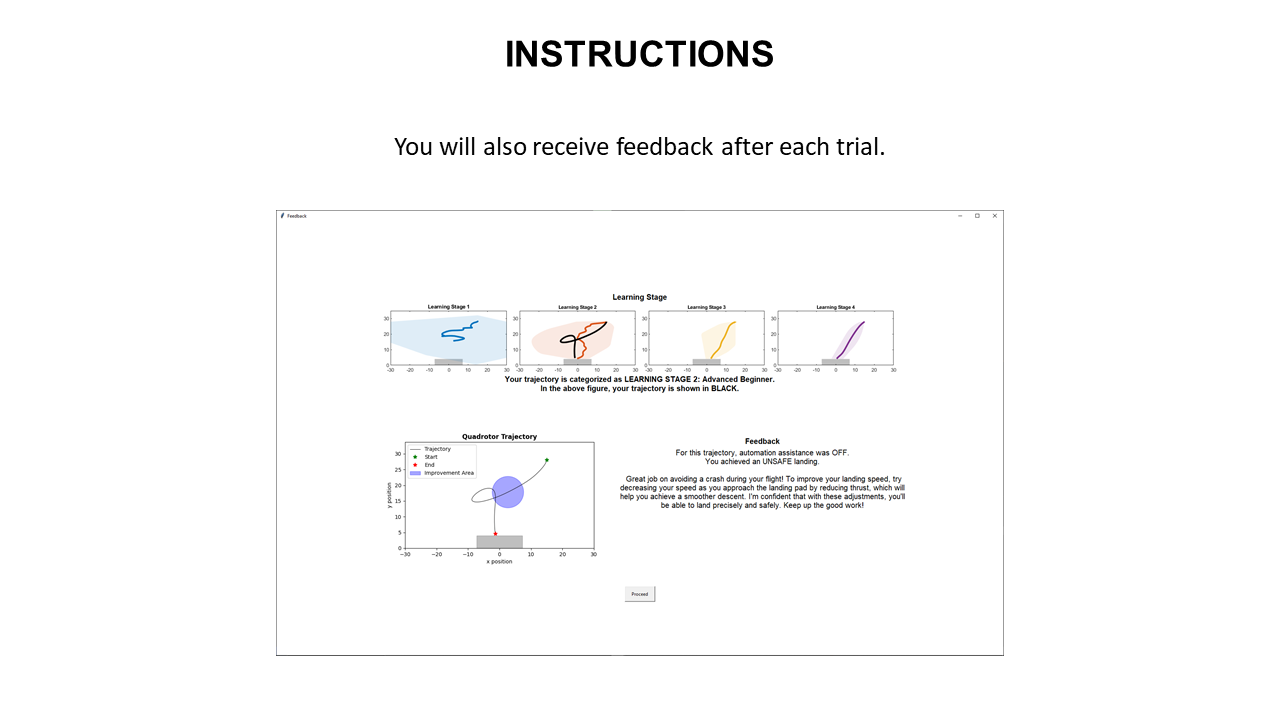 INSTRUCTIONS
You will also receive feedback after each trial.
Feedback
Learning Stage
Learning Stage 1
Learning Stage 2
Learning Stage 3
Learning Stage 4
30
20
10
0
-30 -20 -10 0 10 20 30
30
20
10
0
-30 -20 -10 0 10 20 30
30
20
10
0
-30 -20 -10 0 10 20 30
30
20
10
0
-30 -20 -10 0 10 20 30
Your trajectory is categorized as LEARNING STAGE 2: Advanced Beginner.
In the above figure, your trajectory is shown in BLACK.
Quadrotor Trajectory
Trajectory
Start
End
Improvement Area
y position
30
25
20
15
10
5
0
−30 −20 −10 0 10 20 30
x position
Feedback
For this trajectory, automation assistance was OFF.
You achieved an UNSAFE landing.
Great job on avoiding a crash during your flight! To improve your landing speed, try
decreasing your speed as you approach the landing pad by reducing thrust, which will
help you achieve a smoother descent. I'm confident that with these adjustments, you'll
be able to land precisely and safely. Keep up the good work!
Proceed